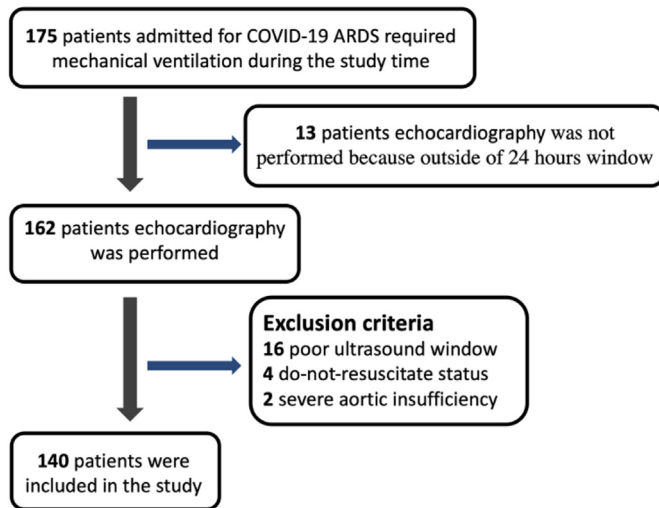 175 patients admitted for COVID-19 ARDS required
mechanical ventilation during the study time
13 patients echocardiography was not
performed because outside of 24 hours window
162 patients echocardiography
was performed
Exclusion criteria
16 poor ultrasound window
4 do-not-resuscitate status
2 severe aortic insufficiency
140 patients were
included in the study